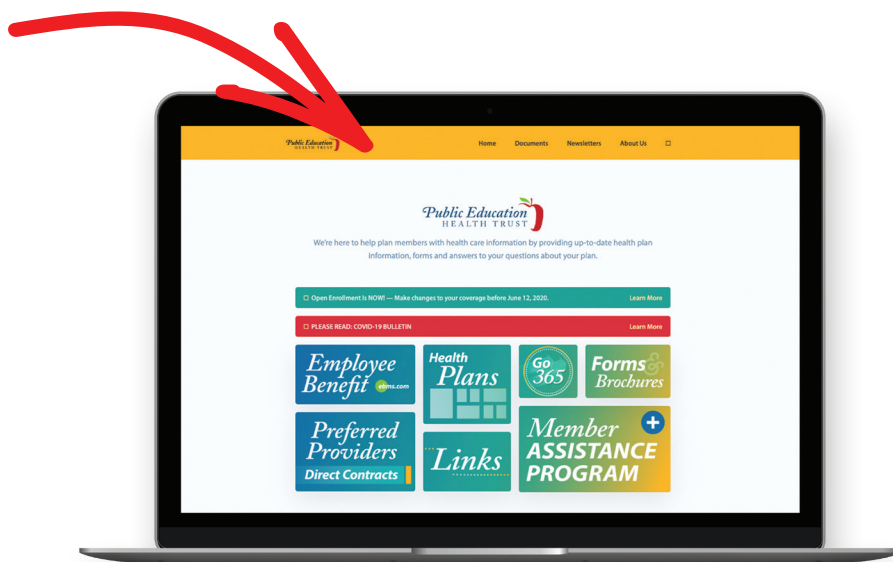 Public Education
HEALTH TRUST
Home Documents Newsletters About Us
Public Education
HEALTH TRUST
We're here to help plan members with health care information by providing up-to-date health plan
information, forms and answers to your questions about your plan.
Open Enrollment Is NOW! — Make changes to your coverage before June 12, 2020. Learn More
PLEASE READ: COVID-19 BULLETIN Learn More
Employee
Benefit ebms.com
Health
Plans
Go
365
Forms &
Brochures
Preferred
Providers
Direct Contracts
Links
Member
ASSISTANCE
PROGRAM